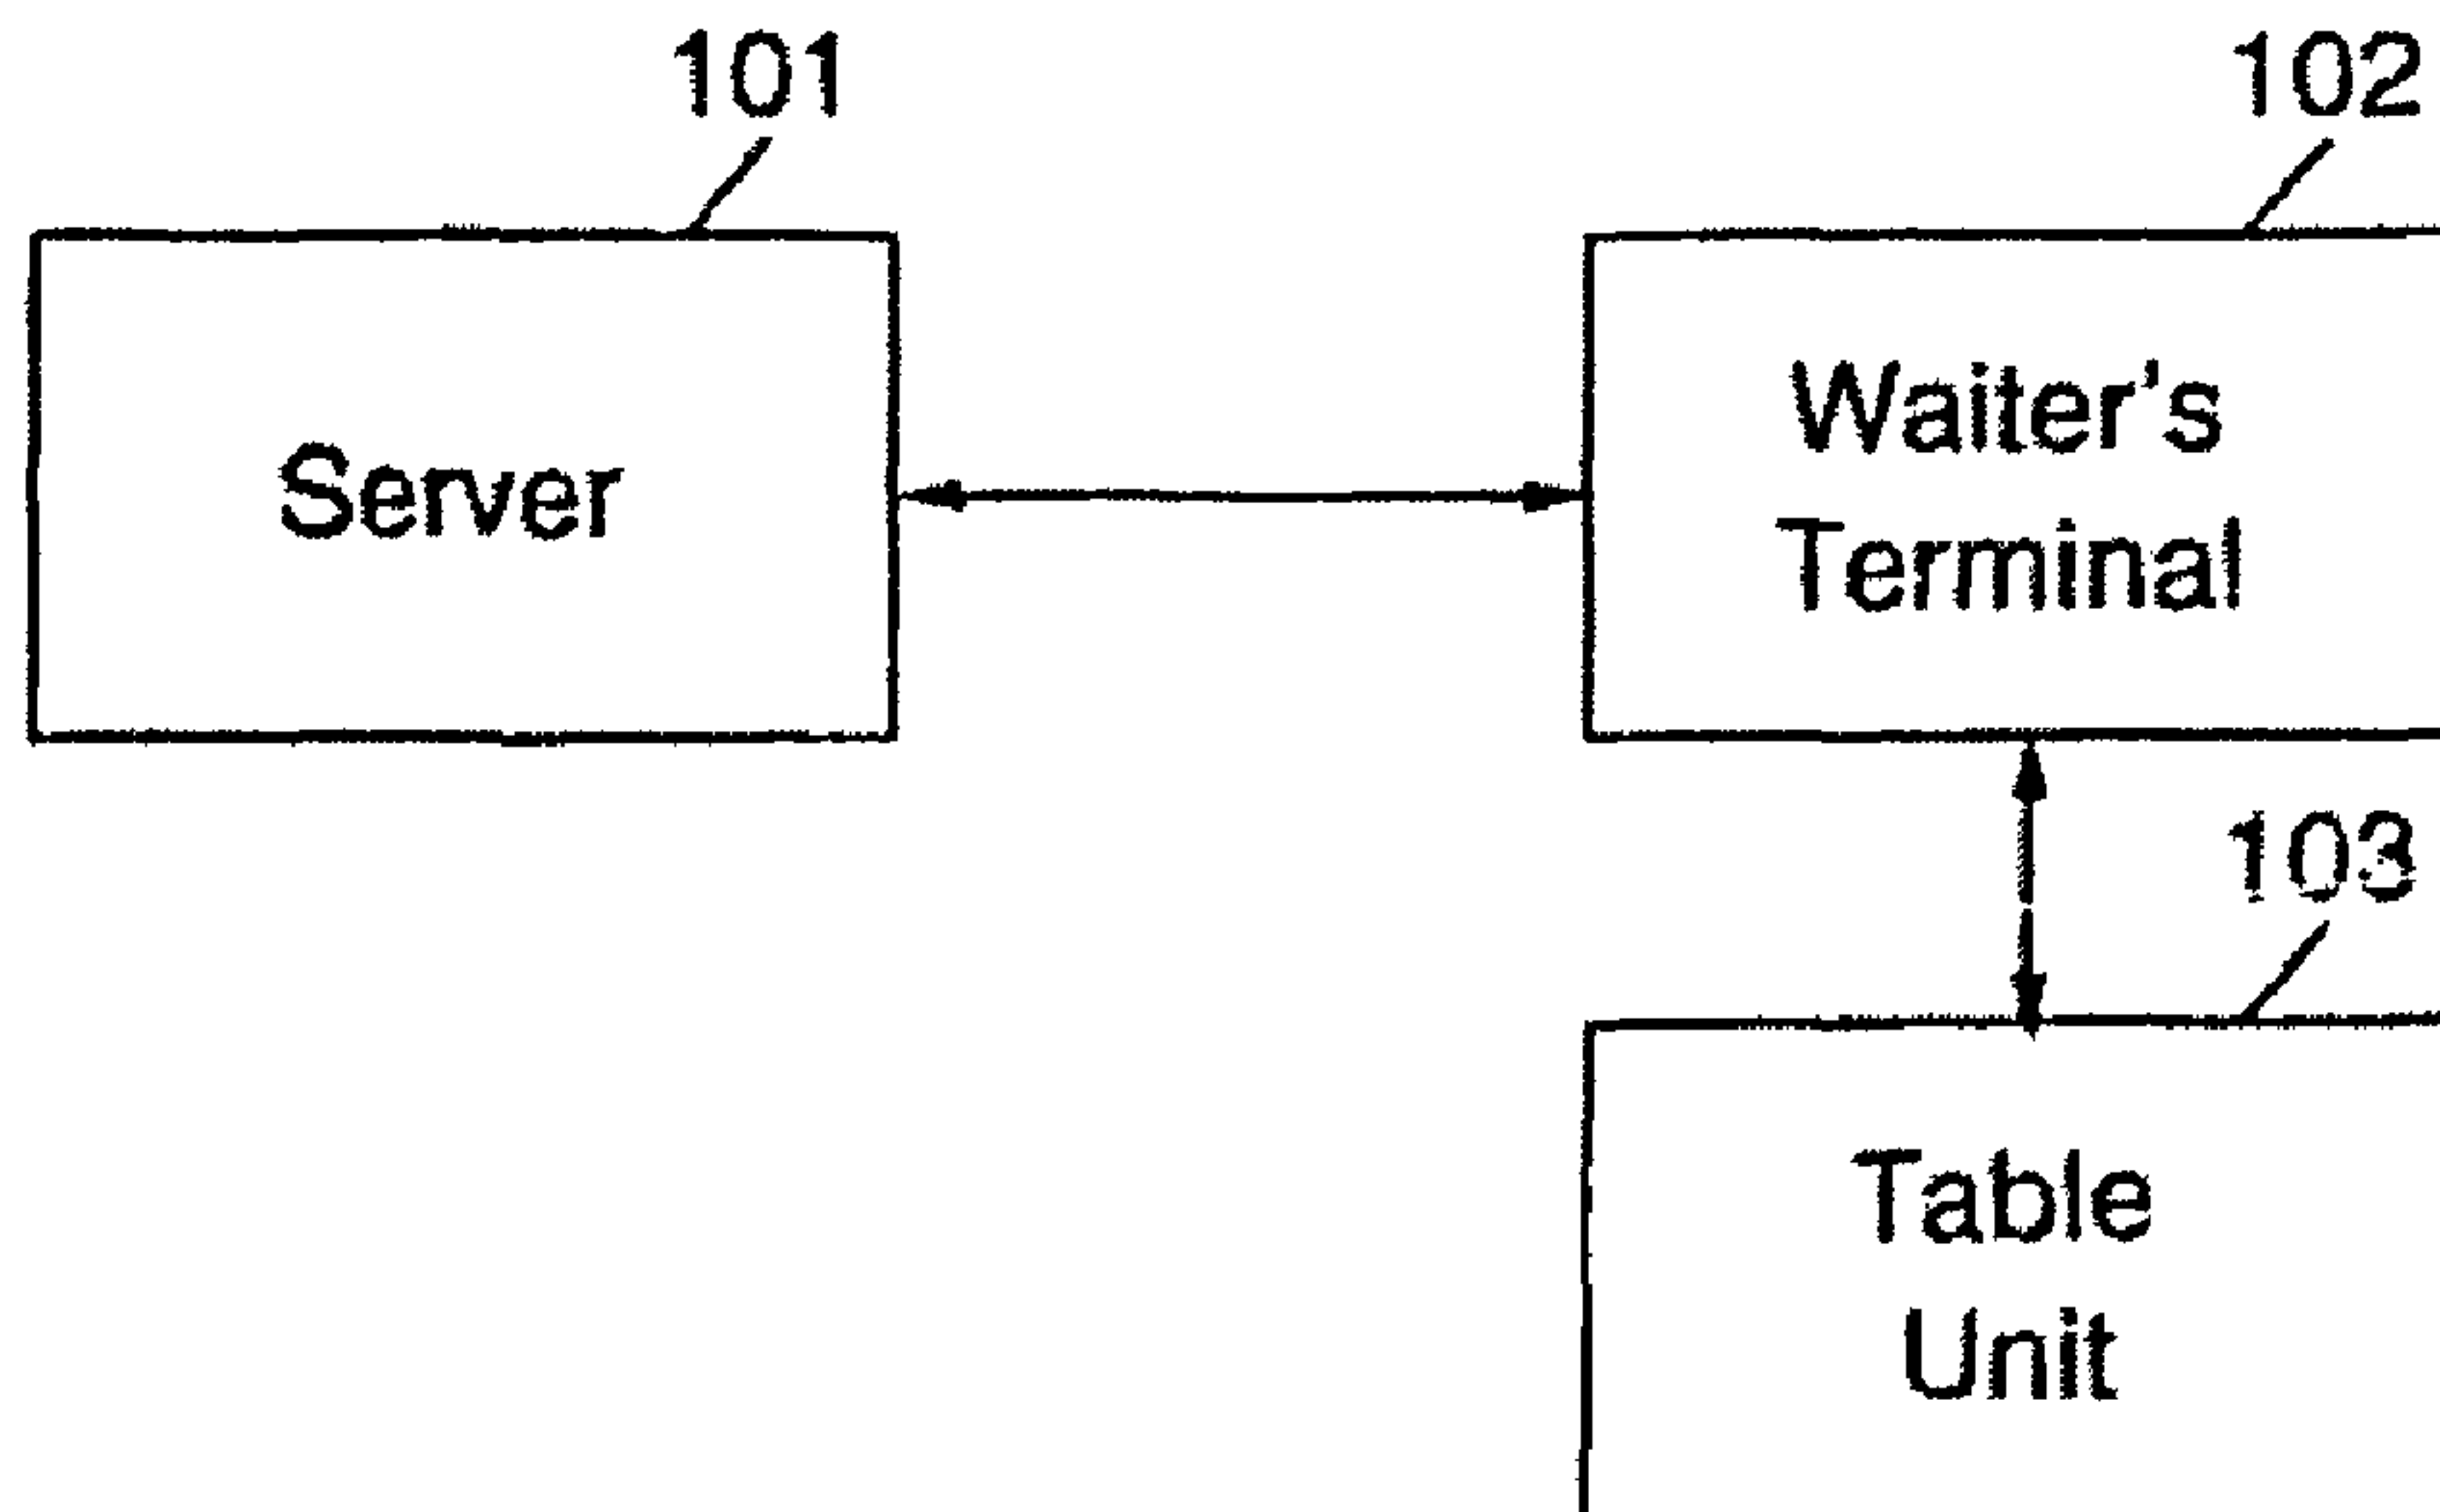 101
102
Server
Waiter's
Terminal
103
Table
Unit